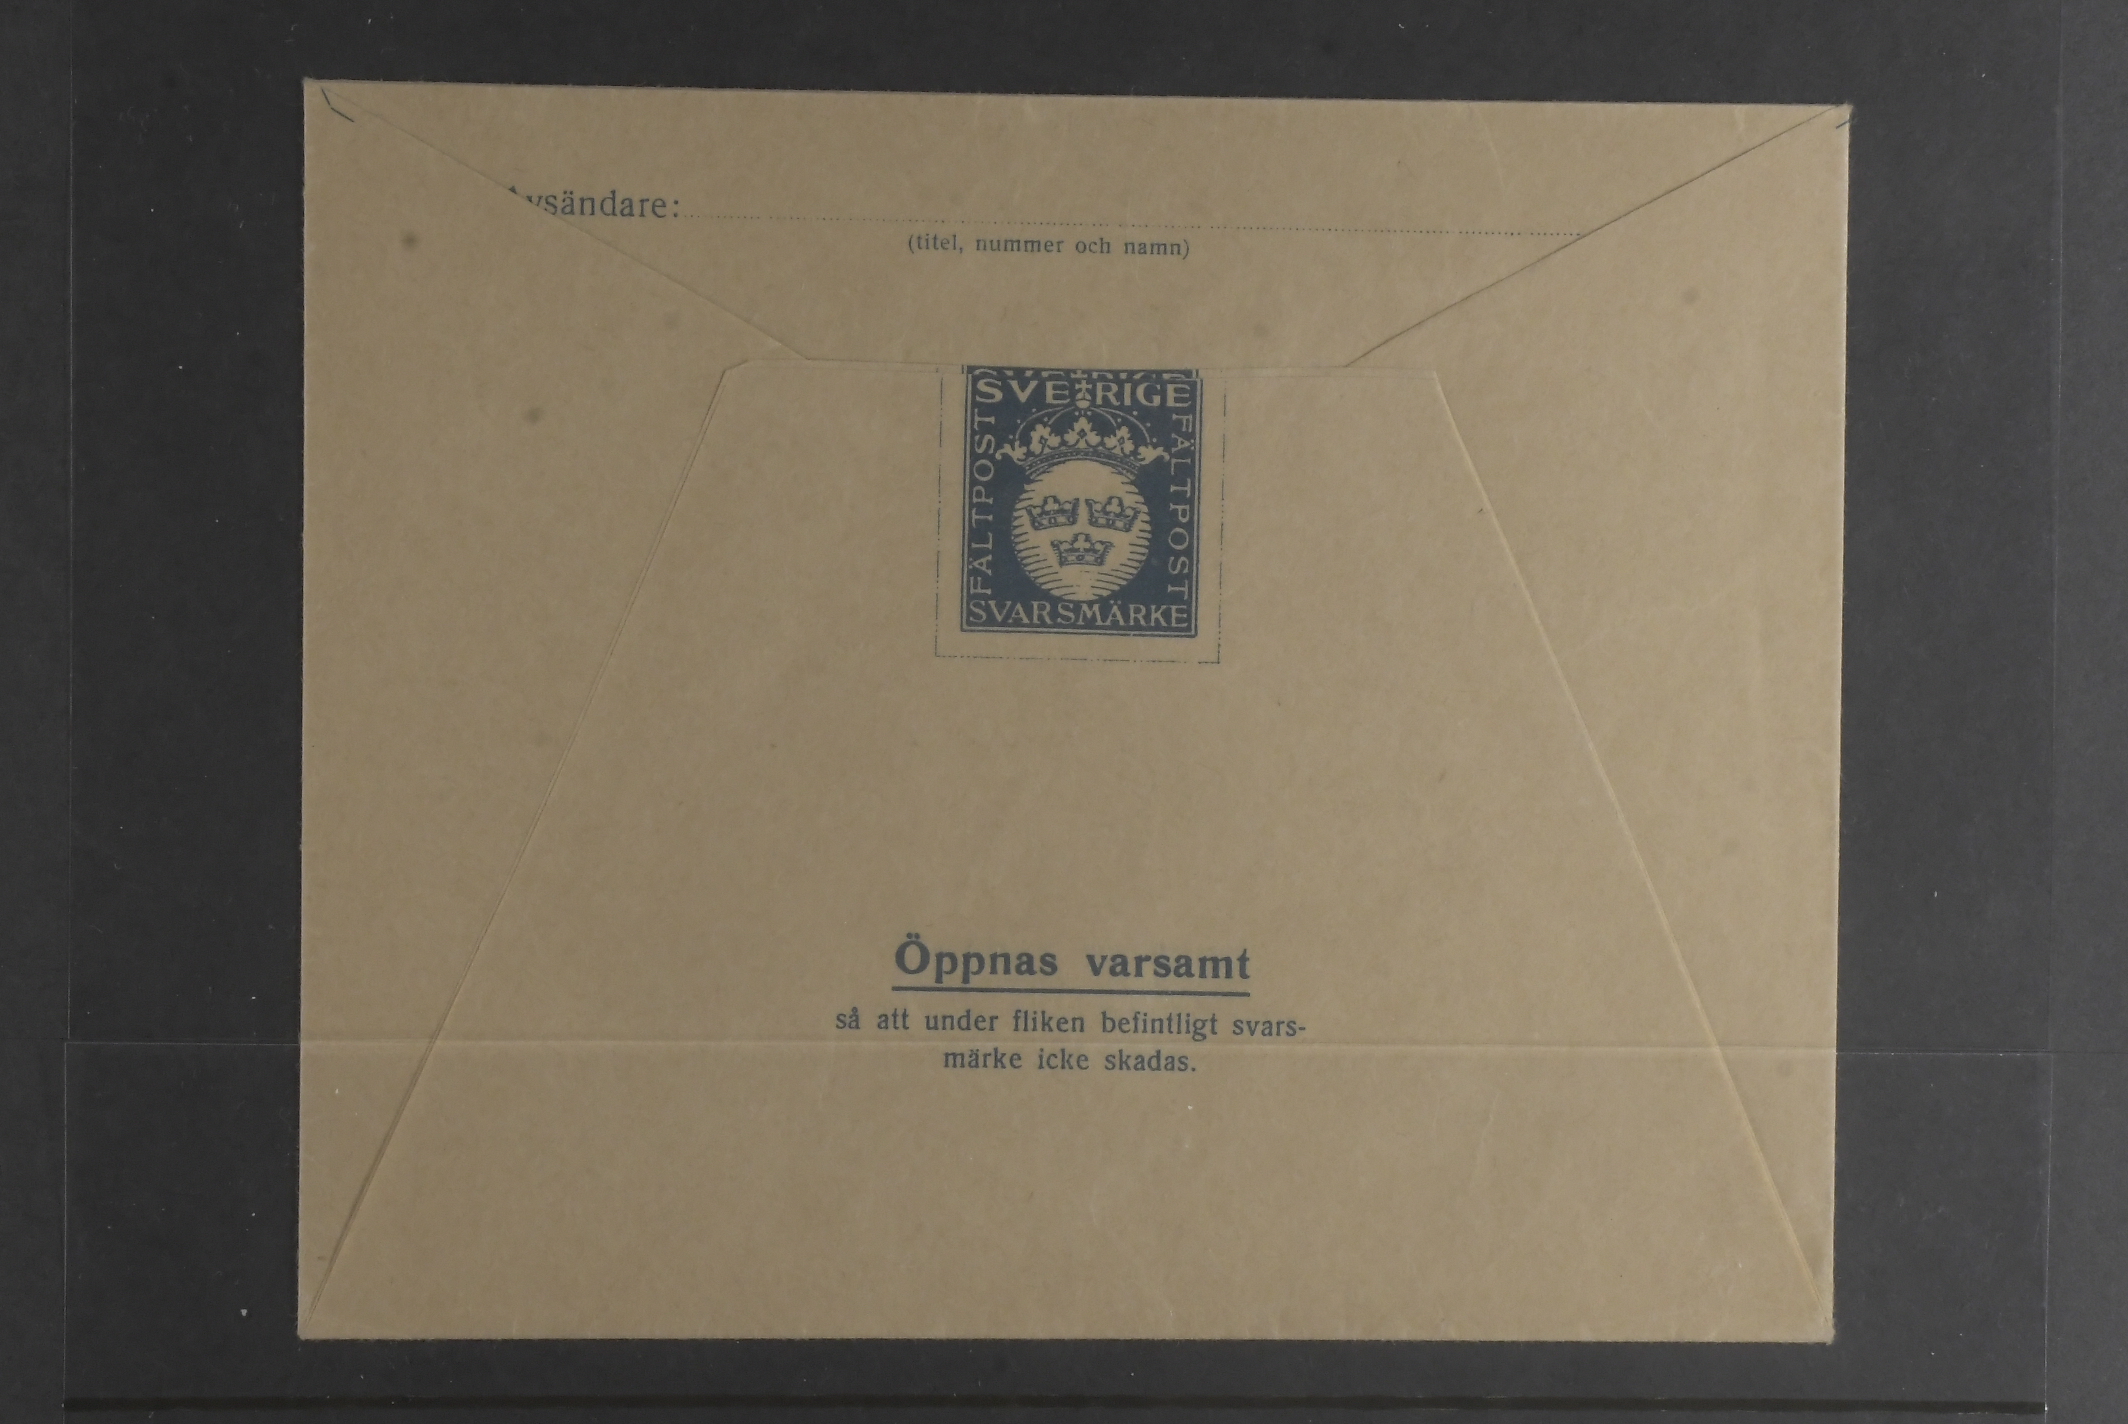 Avsändare:
(titel, nummer och namn)
SVERIGE
FÄLTPOST
FÄLTPOST
SVARSMÄRKE
Öppnas varsamt
så att under fliken befintligt svars-
märke icke skadas.